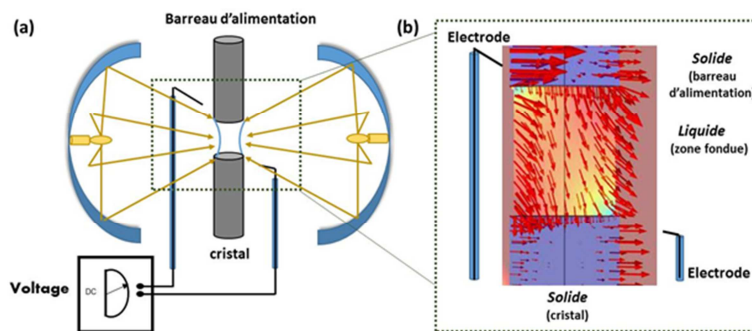 (a)
Barreau d'alimentation
cristal
Voltage
DC
(b)
Electrode
Solide
(barreau
d'alimentation)
Liquide
(zone fondue)
Electrode
Solide
(cristal)